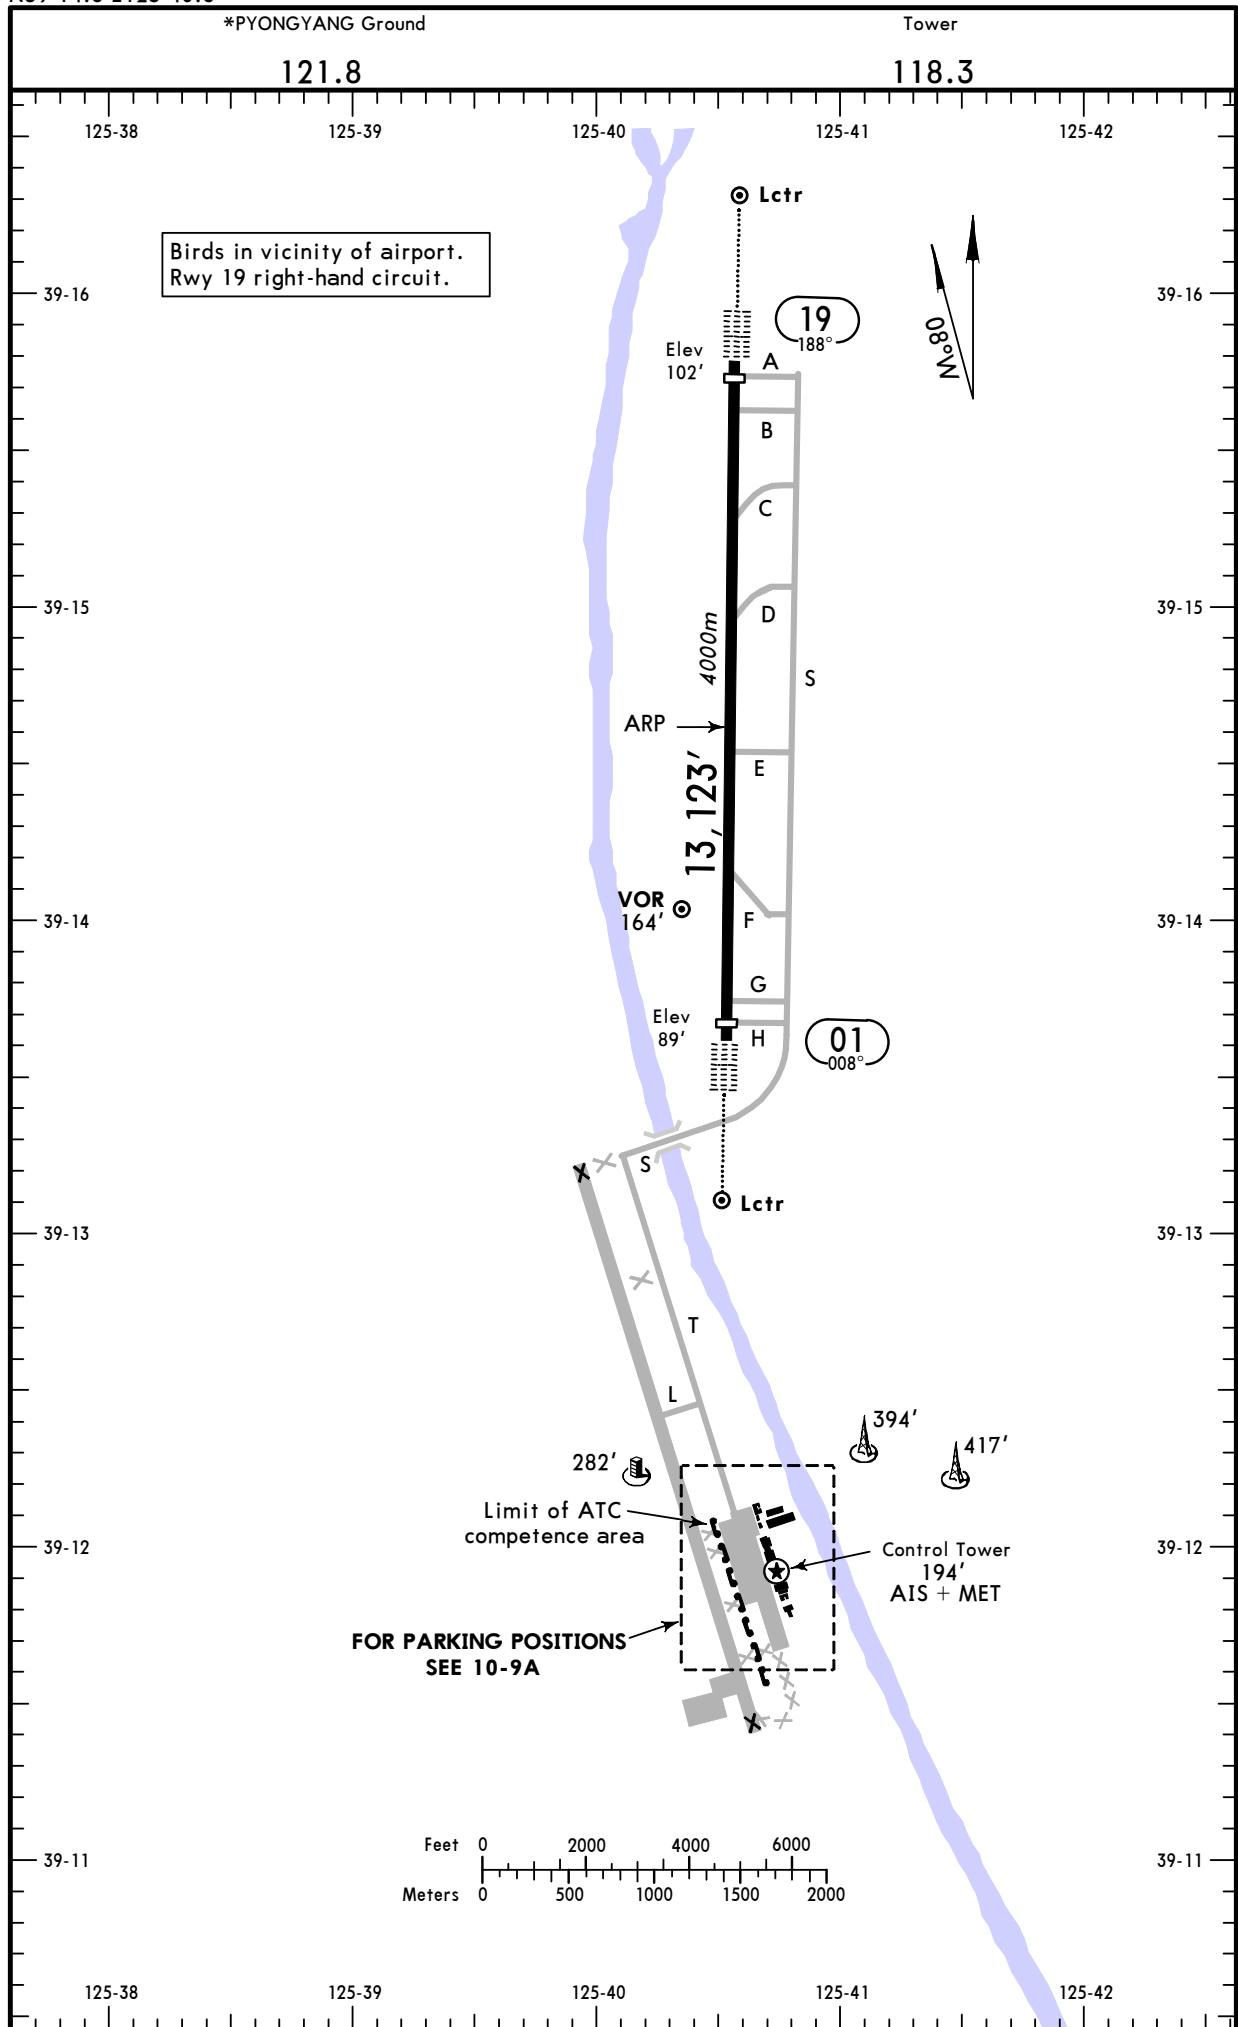 *PYONGYANG Ground
Tower
121.8
118.3
125-38
125-39
125-40
125-41
125-42
Lctr
Birds in vicinity of airport.
Rwy 19 right-hand circuit.
39-16
39-16
19
188°
08°M
Elev
102'
A
B
C
39-15
39-15
D
4000m
S
ARP
E
13,123'
VOR
164'
39-14
39-14
F
G
Elev
89'
H
01
008°
S
Lctr
39-13
39-13
T
L
394'
417'
282'
Limit of ATC
competence area
39-12
39-12
Control Tower
194'
AIS + MET
FOR PARKING POSITIONS
SEE 10-9A
39-11
39-11
Feet 0 2000 4000 6000
Meters 0 500 1000 1500 2000
125-38
125-39
125-40
125-41
125-42